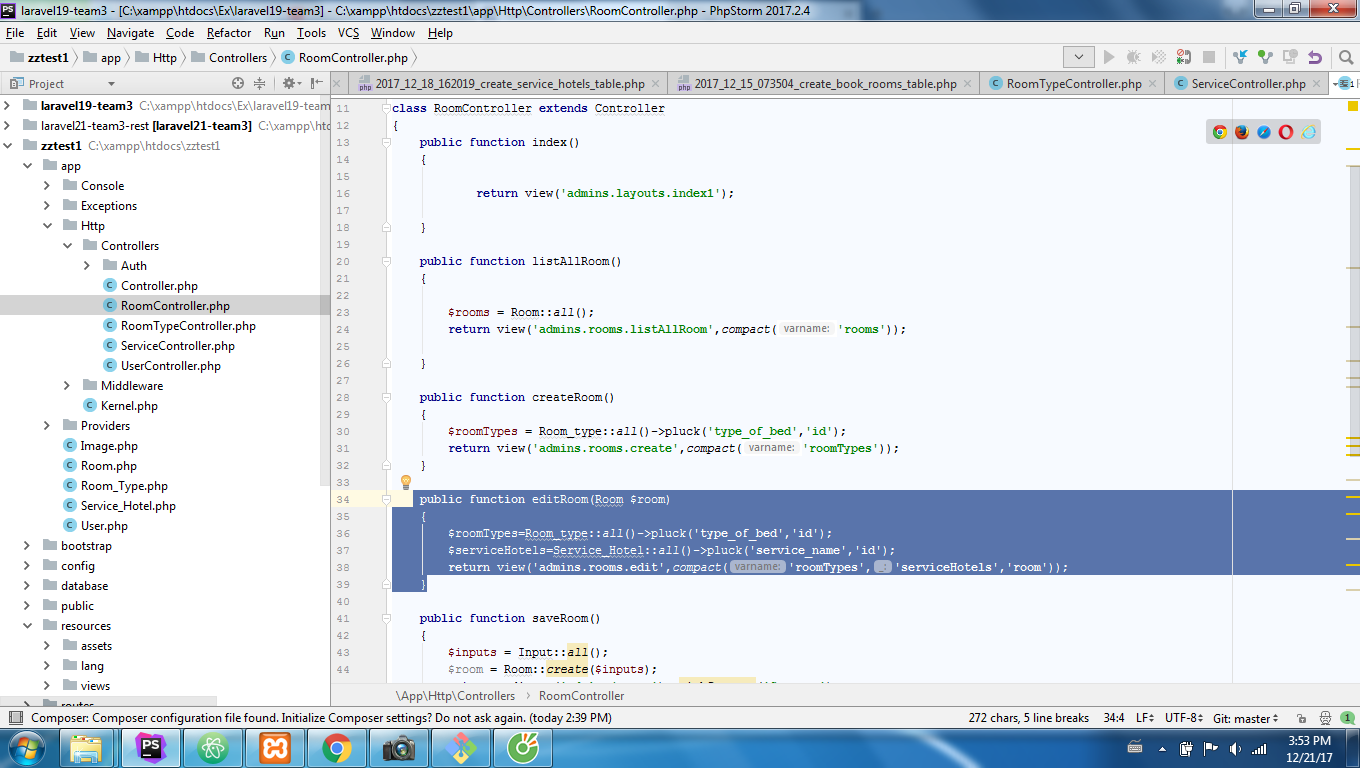 laravel19-team3 - [C:\xampp\htdocs\Ex\laravel19-team3] - C:\xampp\htdocs\zztest1\app\Http\Controllers\RoomController.php - PhpStorm 2017.2.4
File Edit View Navigate Code Refactor Run Tools VCS Window Help
zztest1 app Http Controllers RoomController.php
Project
2017_12_18_162019_create_service_hotels_table.php 2017_12_15_073504_create_book_rooms_table.php RoomTypeController.php ServiceController.php
laravel19-team3 C:\xampp\htdocs\Ex\laravel19-team
laravel21-team3-rest [laravel21-team3] C:\xampp\htd
zztest1 C:\xampp\htdocs\zztest1
app
Console
Exceptions
Http
Controllers
Auth
Controller.php
RoomController.php
RoomTypeController.php
ServiceController.php
UserController.php
Middleware
Kernel.php
Providers
Image.php
Room.php
Room_Type.php
Service_Hotel.php
User.php
bootstrap
config
database
public
resources
assets
lang
views
routes
11 class RoomController extends Controller
12 {
13 public function index()
14 {
15
16 return view('admins.layouts.index1');
17
18 }
19
20 public function listAllRoom()
21 {
22
23 $rooms = Room::all();
24 return view('admins.rooms.listAllRoom',compact( varname: 'rooms'));
25
26 }
27
28 public function createRoom()
29 {
30 $roomTypes = Room_type::all()->pluck('type_of_bed','id');
31 return view('admins.rooms.create',compact( varname: 'roomTypes'));
32 }
33
34 public function editRoom(Room $room)
35 {
36 $roomTypes=Room_type::all()->pluck('type_of_bed','id');
37 $serviceHotels=Service_Hotel::all()->pluck('service_name','id');
38 return view('admins.rooms.edit',compact( varname: 'roomTypes', _: 'serviceHotels','room'));
39 }
40
41 public function saveRoom()
42 {
43 $inputs = Input::all();
44 $room = Room::create($inputs);
\App\Http\Controllers RoomController
Composer: Composer configuration file found. Initialize Composer settings? Do not ask again. (today 2:39 PM) 272 chars, 5 line breaks 34:4 LF UTF-8 Git: master 1
3:53 PM
12/21/17